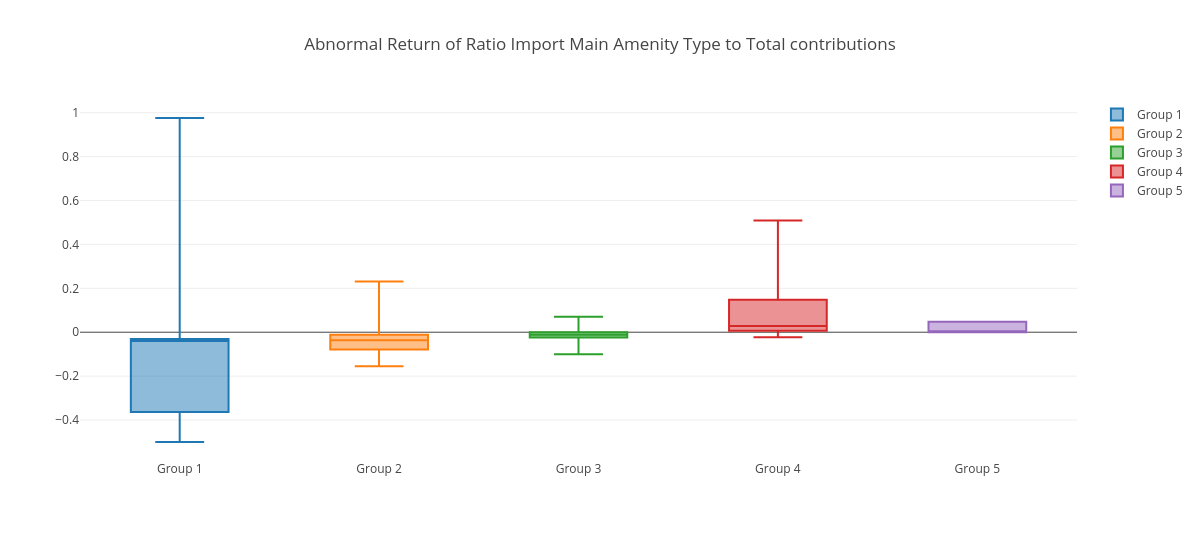 Abnormal Return of Ratio Import Main Amenity Type to Total contributions
1
0.8
0.6
0.4
0.2
0
−0.2
−0.4
Group 1
Group 2
Group 3
Group 4
Group 5
Group 1
Group 2
Group 3
Group 4
Group 5